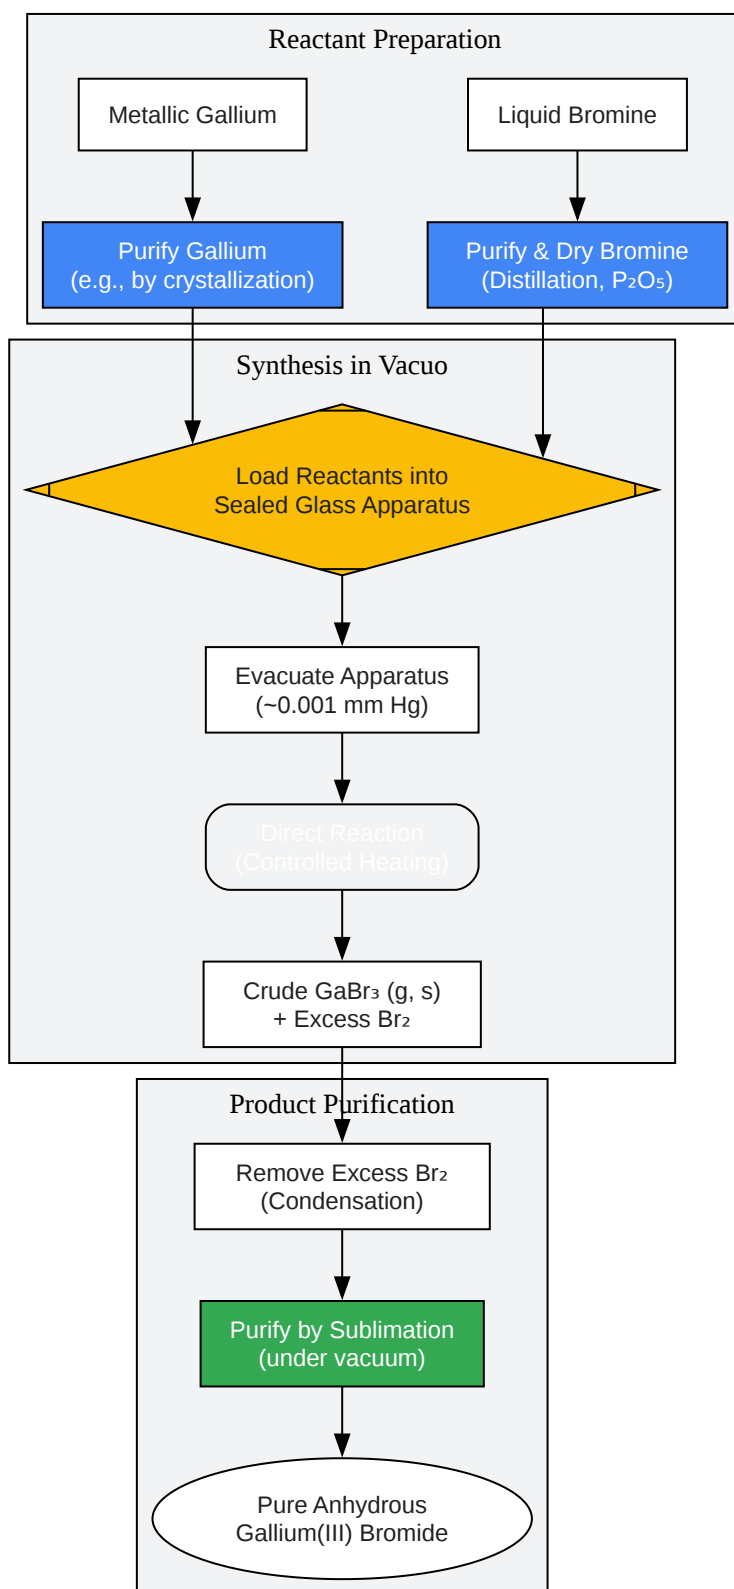 Reactant Preparation
Metallic Gallium
Liquid Bromine
Purify Gallium
(e.g., by crystallization)
Purify & Dry Bromine
(Distillation, P₂O₅)
Synthesis in Vacuo
Load Reactants into
Sealed Glass Apparatus
Evacuate Apparatus
(~0.001 mm Hg)
Direct Reaction
(Controlled Heating)
Crude GaBr₃ (g, s)
+ Excess Br₂
Product Purification
Remove Excess Br₂
(Condensation)
Purify by Sublimation
(under vacuum)
Pure Anhydrous
Gallium(III) Bromide